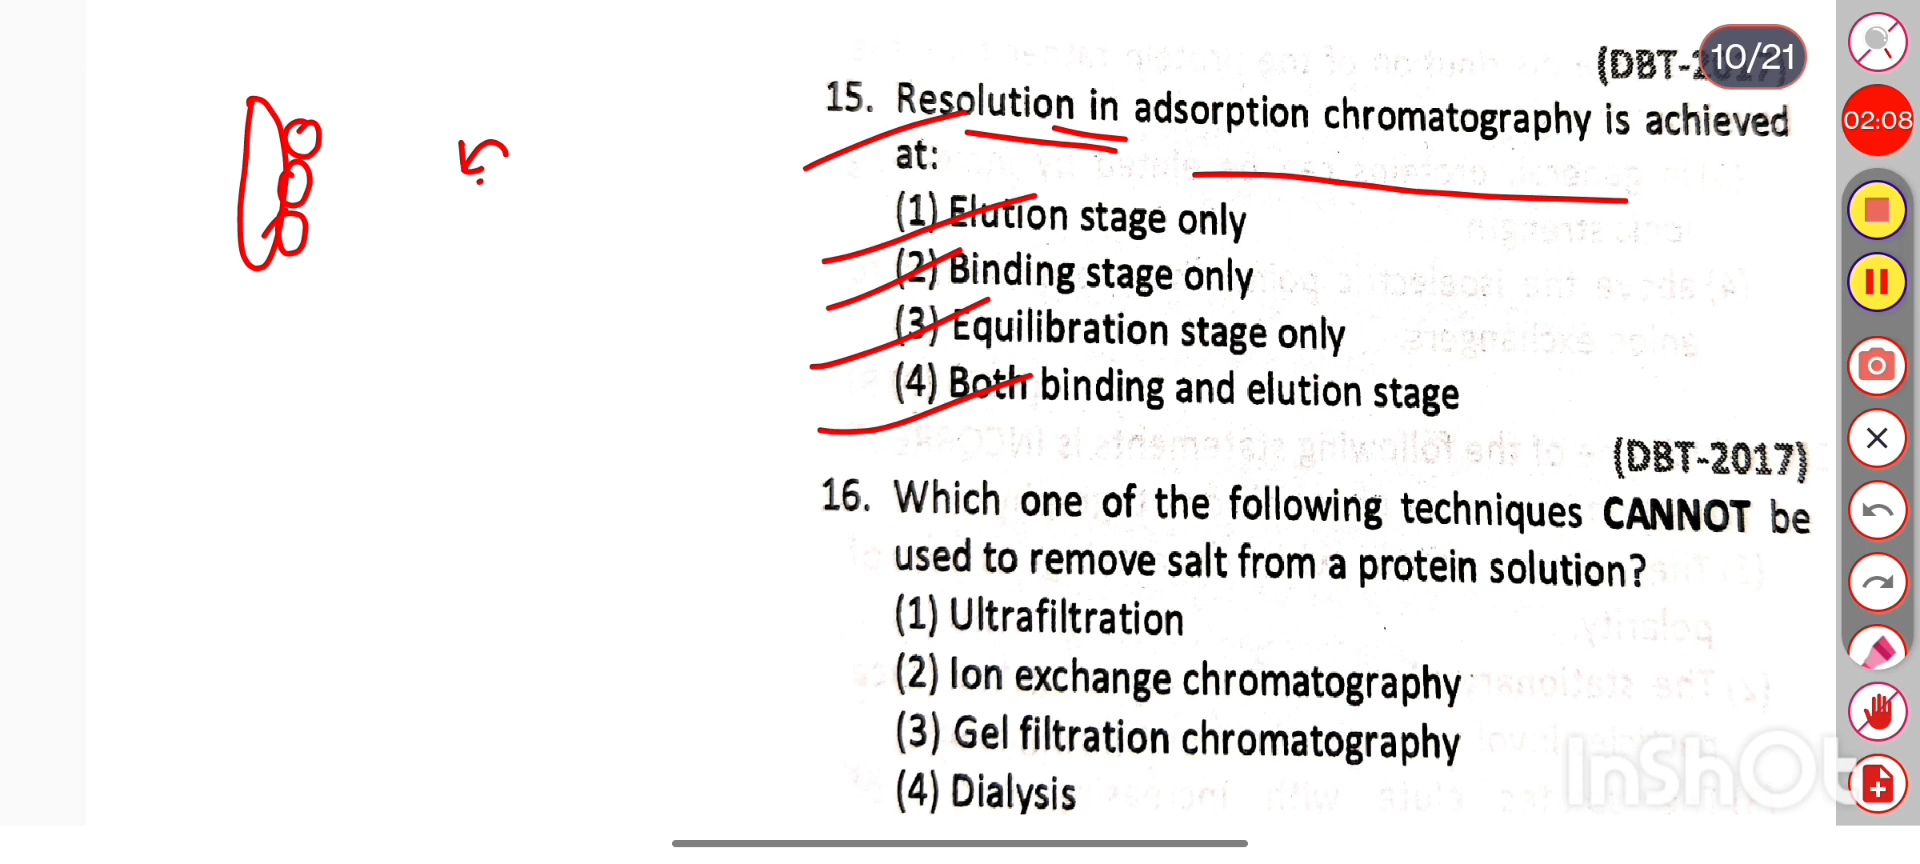 (DBT-2017)
10/21
02:08
15. Resolution in adsorption chromatography is achieved
at:
(1) Elution stage only
(2) Binding stage only
(3) Equilibration stage only
(4) Both binding and elution stage
(DBT-2017)
16. Which one of the following techniques CANNOT be
used to remove salt from a protein solution?
(1) Ultrafiltration
(2) Ion exchange chromatography
(3) Gel filtration chromatography
(4) Dialysis
InShOt